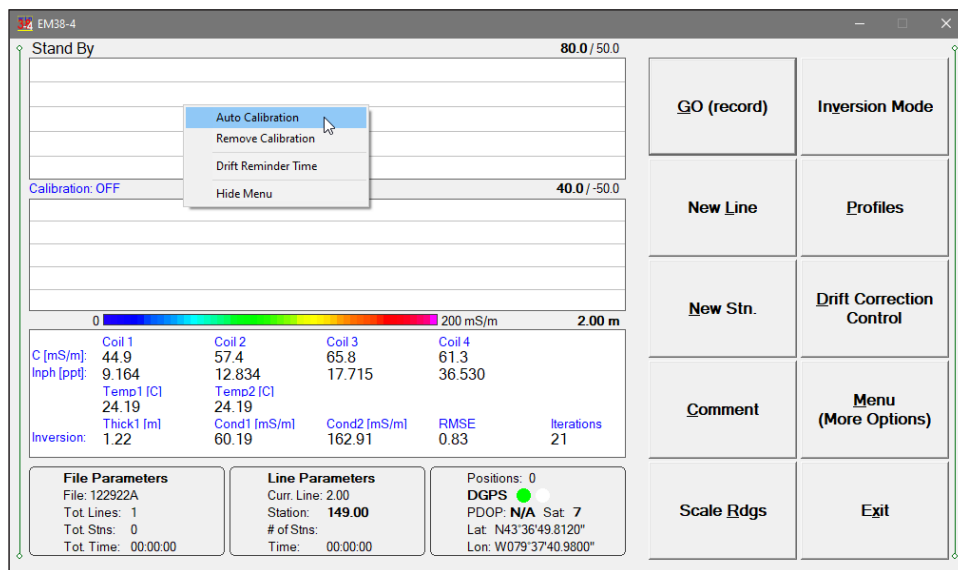 EM38-4
Stand By 80.0 / 50.0
Auto Calibration
Remove Calibration
Drift Reminder Time
Hide Menu
Calibration: OFF 40.0 / -50.0
0 200 mS/m 2.00 m
Coil 1 Coil 2 Coil 3 Coil 4
C [mS/m]: 44.9 57.4 65.8 61.3
Inph [ppt]: 9.164 12.834 17.715 36.530
Temp1 [C] Temp2 [C]
24.19 24.19
Thick1 [m] Cond1 [mS/m] Cond2 [mS/m] RMSE Iterations
Inversion: 1.22 60.19 162.91 0.83 21
File Parameters
File: 122922A
Tot. Lines: 1
Tot. Stns: 0
Tot. Time: 00:00:00
Line Parameters
Curr. Line: 2.00
Station: 149.00
# of Stns:
Time: 00:00:00
Positions: 0
DGPS
PDOP: N/A Sat: 7
Lat: N43°36'49.8120"
Lon: W079°37'40.9800"
GO (record)
Inversion Mode
New Line
Profiles
New Stn.
Drift Correction
Control
Comment
Menu
(More Options)
Scale Rdgs
Exit